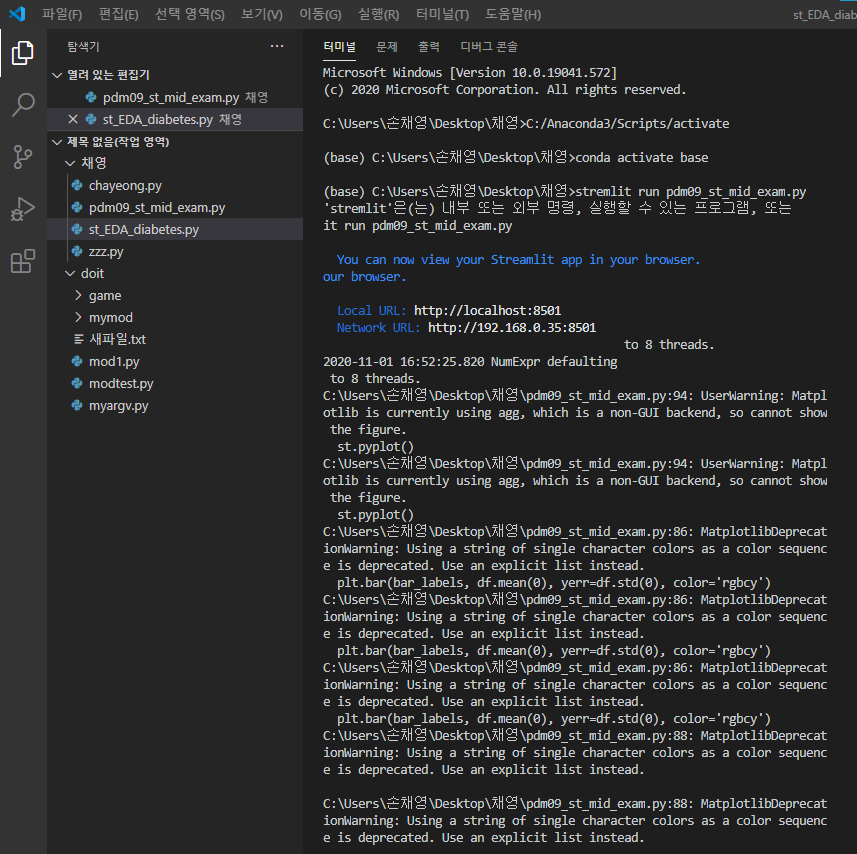 파일(F) 편집(E) 선택 영역(S) 보기(V) 이동(G) 실행(R) 터미널(T) 도움말(H) st_EDA_diab
탐색기 ...
열려 있는 편집기
pdm09_st_mid_exam.py 채영
st_EDA_diabetes.py 채영
제목 없음(작업 영역)
채영
chayeong.py
pdm09_st_mid_exam.py
st_EDA_diabetes.py
zzz.py
doit
game
mymod
새파일.txt
mod1.py
modtest.py
myargv.py
터미널 문제 출력 디버그 콘솔
Microsoft Windows [Version 10.0.19041.572]
(c) 2020 Microsoft Corporation. All rights reserved.
C:\Users\손채영\Desktop\채영>C:/Anaconda3/Scripts/activate
(base) C:\Users\손채영\Desktop\채영>conda activate base
(base) C:\Users\손채영\Desktop\채영>stremlit run pdm09_st_mid_exam.py
'stremlit'은(는) 내부 또는 외부 명령, 실행할 수 있는 프로그램, 또는
it run pdm09_st_mid_exam.py
You can now view your Streamlit app in your browser.
our browser.
Local URL: http://localhost:8501
Network URL: http://192.168.0.35:8501
to 8 threads.
2020-11-01 16:52:25.820 NumExpr defaulting
to 8 threads.
C:\Users\손채영\Desktop\채영\pdm09_st_mid_exam.py:94: UserWarning: Matpl
otlib is currently using agg, which is a non-GUI backend, so cannot show
the figure.
st.pyplot()
C:\Users\손채영\Desktop\채영\pdm09_st_mid_exam.py:94: UserWarning: Matpl
otlib is currently using agg, which is a non-GUI backend, so cannot show
the figure.
st.pyplot()
C:\Users\손채영\Desktop\채영\pdm09_st_mid_exam.py:86: MatplotlibDeprecat
ionWarning: Using a string of single character colors as a color sequenc
e is deprecated. Use an explicit list instead.
plt.bar(bar_labels, df.mean(0), yerr=df.std(0), color='rgbcy')
C:\Users\손채영\Desktop\채영\pdm09_st_mid_exam.py:86: MatplotlibDeprecat
ionWarning: Using a string of single character colors as a color sequenc
e is deprecated. Use an explicit list instead.
plt.bar(bar_labels, df.mean(0), yerr=df.std(0), color='rgbcy')
C:\Users\손채영\Desktop\채영\pdm09_st_mid_exam.py:86: MatplotlibDeprecat
ionWarning: Using a string of single character colors as a color sequenc
e is deprecated. Use an explicit list instead.
plt.bar(bar_labels, df.mean(0), yerr=df.std(0), color='rgbcy')
C:\Users\손채영\Desktop\채영\pdm09_st_mid_exam.py:88: MatplotlibDeprecat
ionWarning: Using a string of single character colors as a color sequenc
e is deprecated. Use an explicit list instead.
C:\Users\손채영\Desktop\채영\pdm09_st_mid_exam.py:88: MatplotlibDeprecat
ionWarning: Using a string of single character colors as a color sequenc
e is deprecated. Use an explicit list instead.